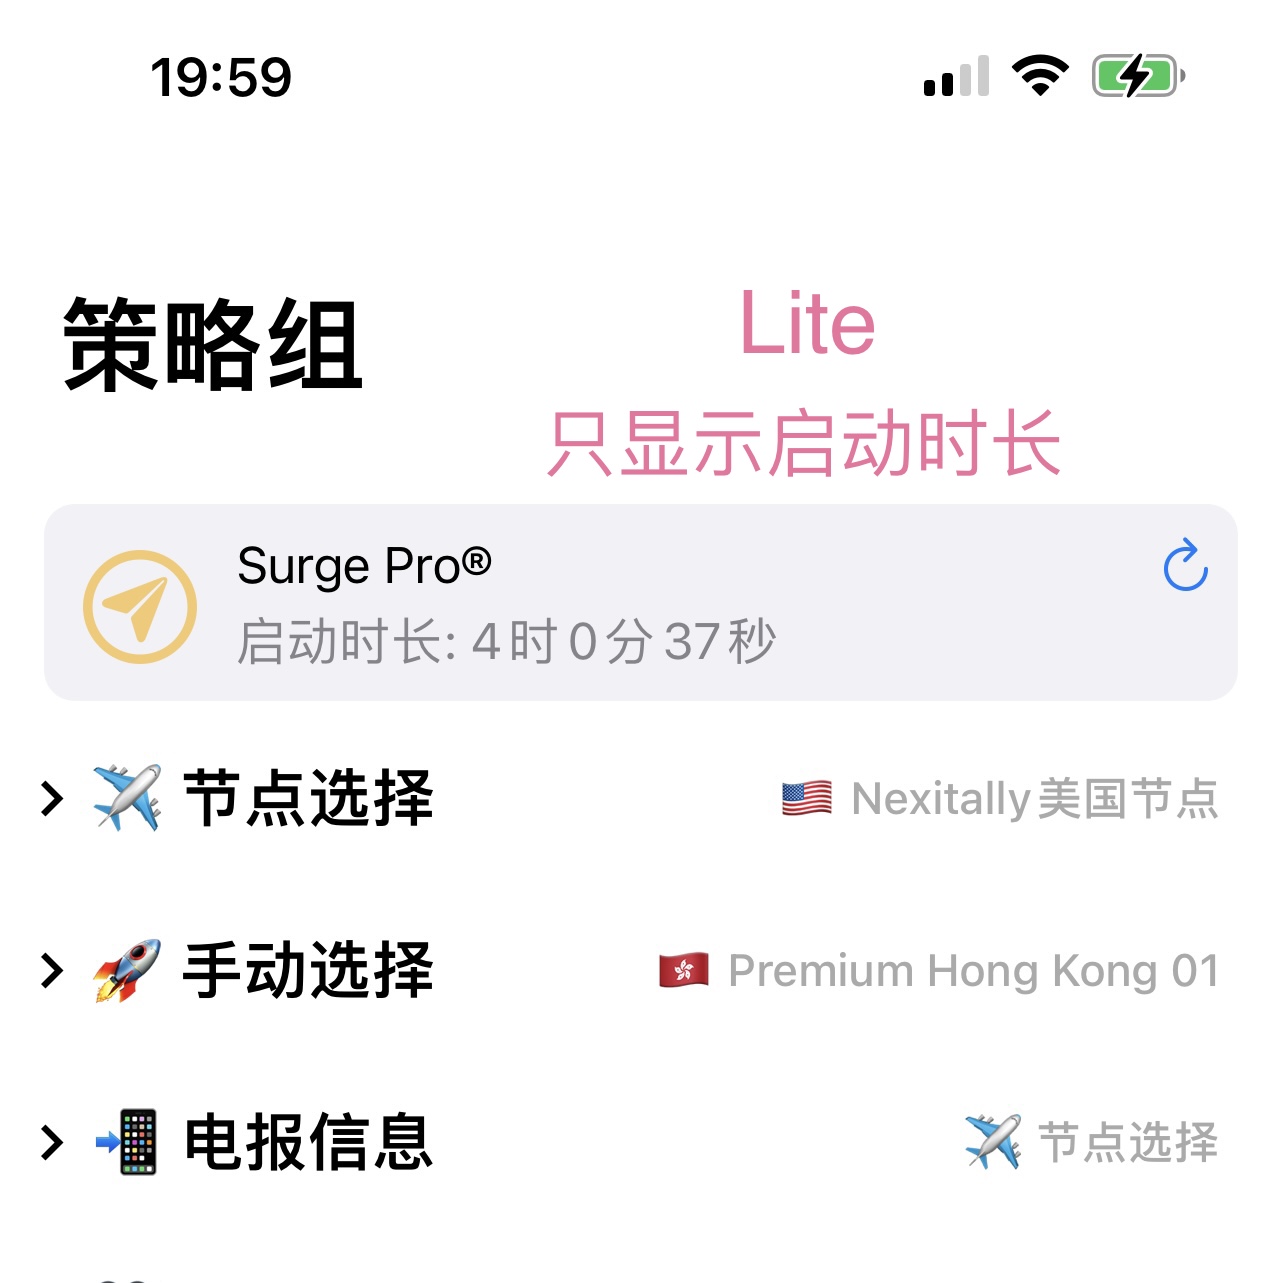 19:59
策略组
Lite
只显示启动时长
Surge Pro®
启动时长: 4时0分37秒
节点选择
Nexitally美国节点
手动选择
Premium Hong Kong 01
电报信息
节点选择